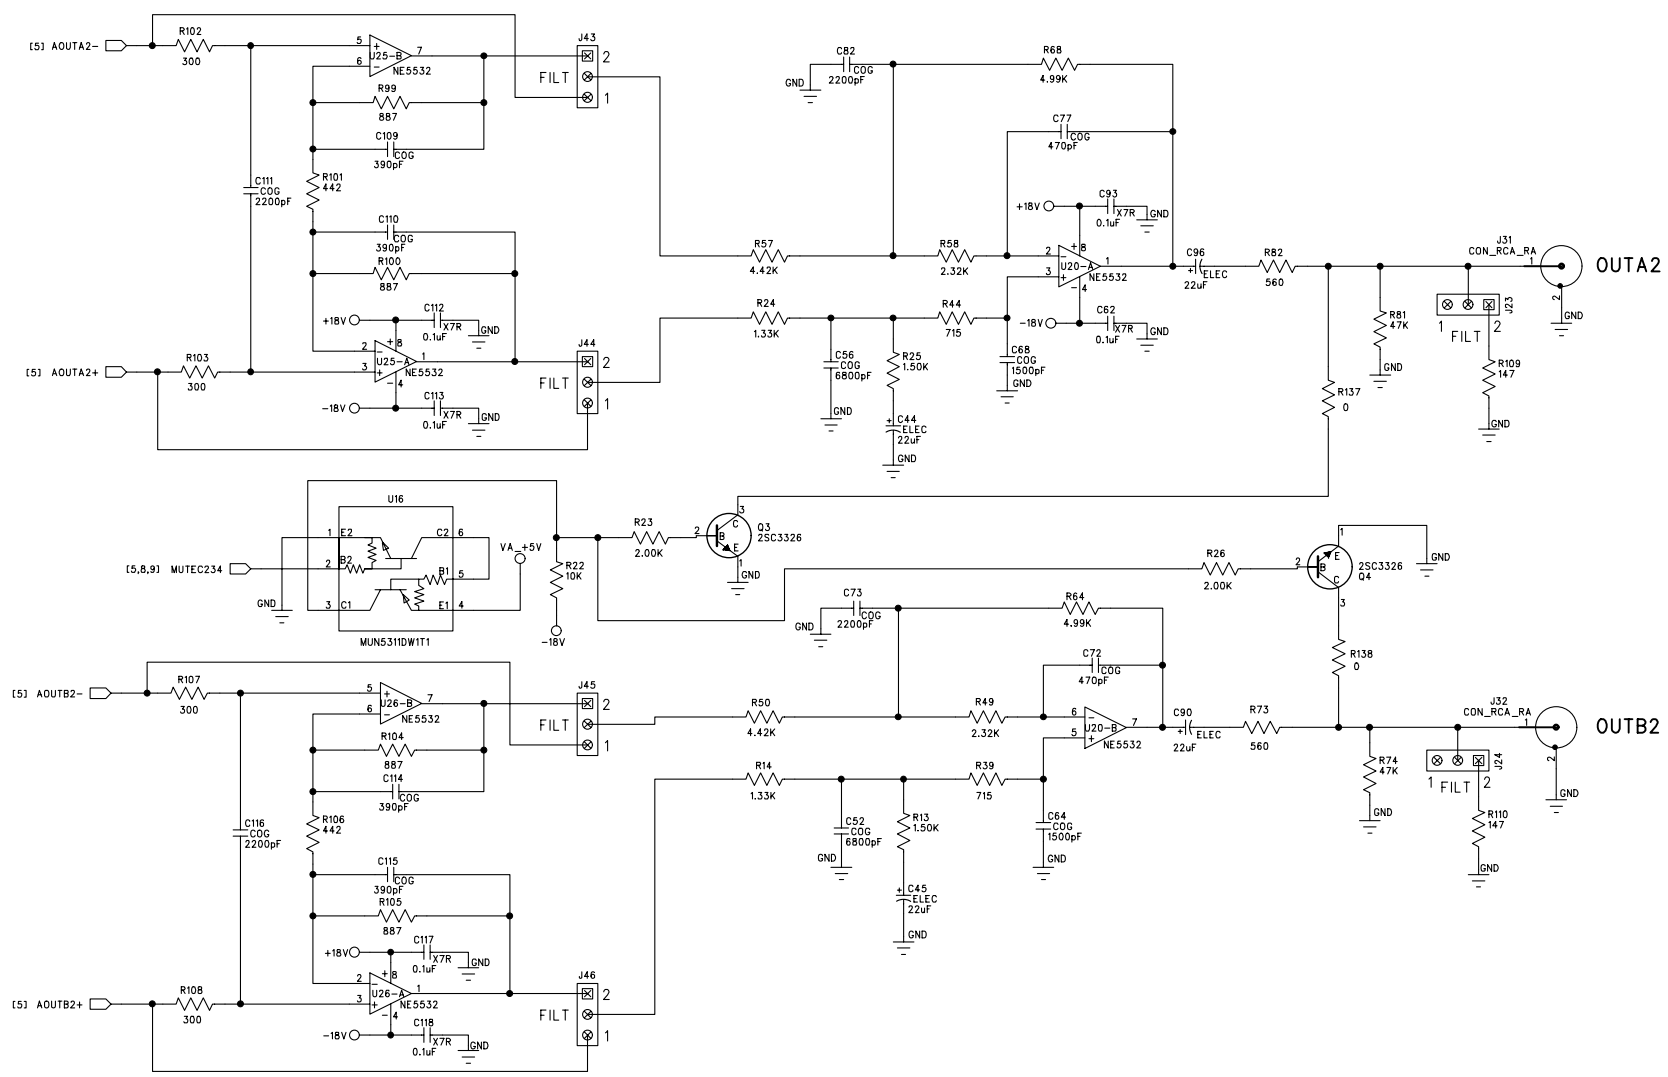 [5] AOUTA2-
R102
300
5
6
7
+
-
U25-B
NE5532
R99
887
C109
COG
390pF
C111
COG
2200pF
R101
442
C110
COG
390pF
R100
887
+18V
C112
X7R
0.1uF
GND
2
3
8
1
4
+
-
+
-
U25-A
NE5532
[5] AOUTA2+
R103
300
-18V
C113
X7R
0.1uF
GND
J43
2
FILT
1
J44
2
FILT
1
C82
COG
2200pF
GND
R68
4.99K
C77
COG
470pF
R57
4.42K
R58
2.32K
+18V
C93
X7R
0.1uF
GND
2
3
8
1
4
+
-
+
-
U20-A
NE5532
-18V
C62
X7R
0.1uF
GND
R24
1.33K
R44
715
C56
COG
6800pF
GND
R25
1.50K
+
C44
ELEC
22uF
GND
C68
COG
1500pF
GND
C96
+
ELEC
22uF
R82
560
J31
CON_RCA_RA
1
2
GND
OUTA2
R81
47K
GND
J23
1
FILT
2
R109
147
GND
R137
0
U16
1
E2
C2
6
2
B2
B1
5
3
C1
E1
4
MUN5311DW1T1
[5,8,9] MUTEC234
GND
VA_+5V
R22
10K
-18V
R23
2.00K
2
3
1
C
B
E
Q3
2SC3326
GND
R26
2.00K
2
1
3
E
B
C
2SC3326
Q4
GND
R138
0
[5] AOUTB2-
R107
300
5
6
7
+
-
U26-B
NE5532
R104
887
C114
COG
390pF
C116
COG
2200pF
R106
442
C115
COG
390pF
R105
887
+18V
C117
X7R
0.1uF
GND
2
3
8
1
4
+
-
+
-
U26-A
NE5532
[5] AOUTB2+
R108
300
-18V
C118
X7R
0.1uF
GND
J45
2
FILT
1
J46
2
FILT
1
C73
COG
2200pF
GND
R64
4.99K
C72
COG
470pF
R50
4.42K
R49
2.32K
6
5
7
-
+
U20-B
NE5532
R14
1.33K
R39
715
C52
COG
6800pF
GND
R13
1.50K
+
C45
ELEC
22uF
GND
C64
COG
1500pF
GND
C90
+
ELEC
22uF
R73
560
J32
CON_RCA_RA
1
2
GND
OUTB2
R74
47K
GND
J24
1
FILT
2
R110
147
GND